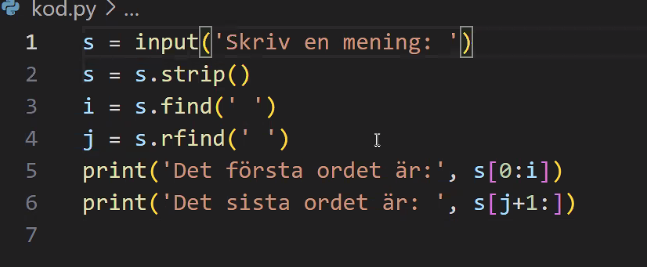 kod.py > ...
1 s = input('Skriv en mening: ')
2 s = s.strip()
3 i = s.find(' ')
4 j = s.rfind(' ')
5 print('Det första ordet är:', s[0:i])
6 print('Det sista ordet är: ', s[j+1:])
7